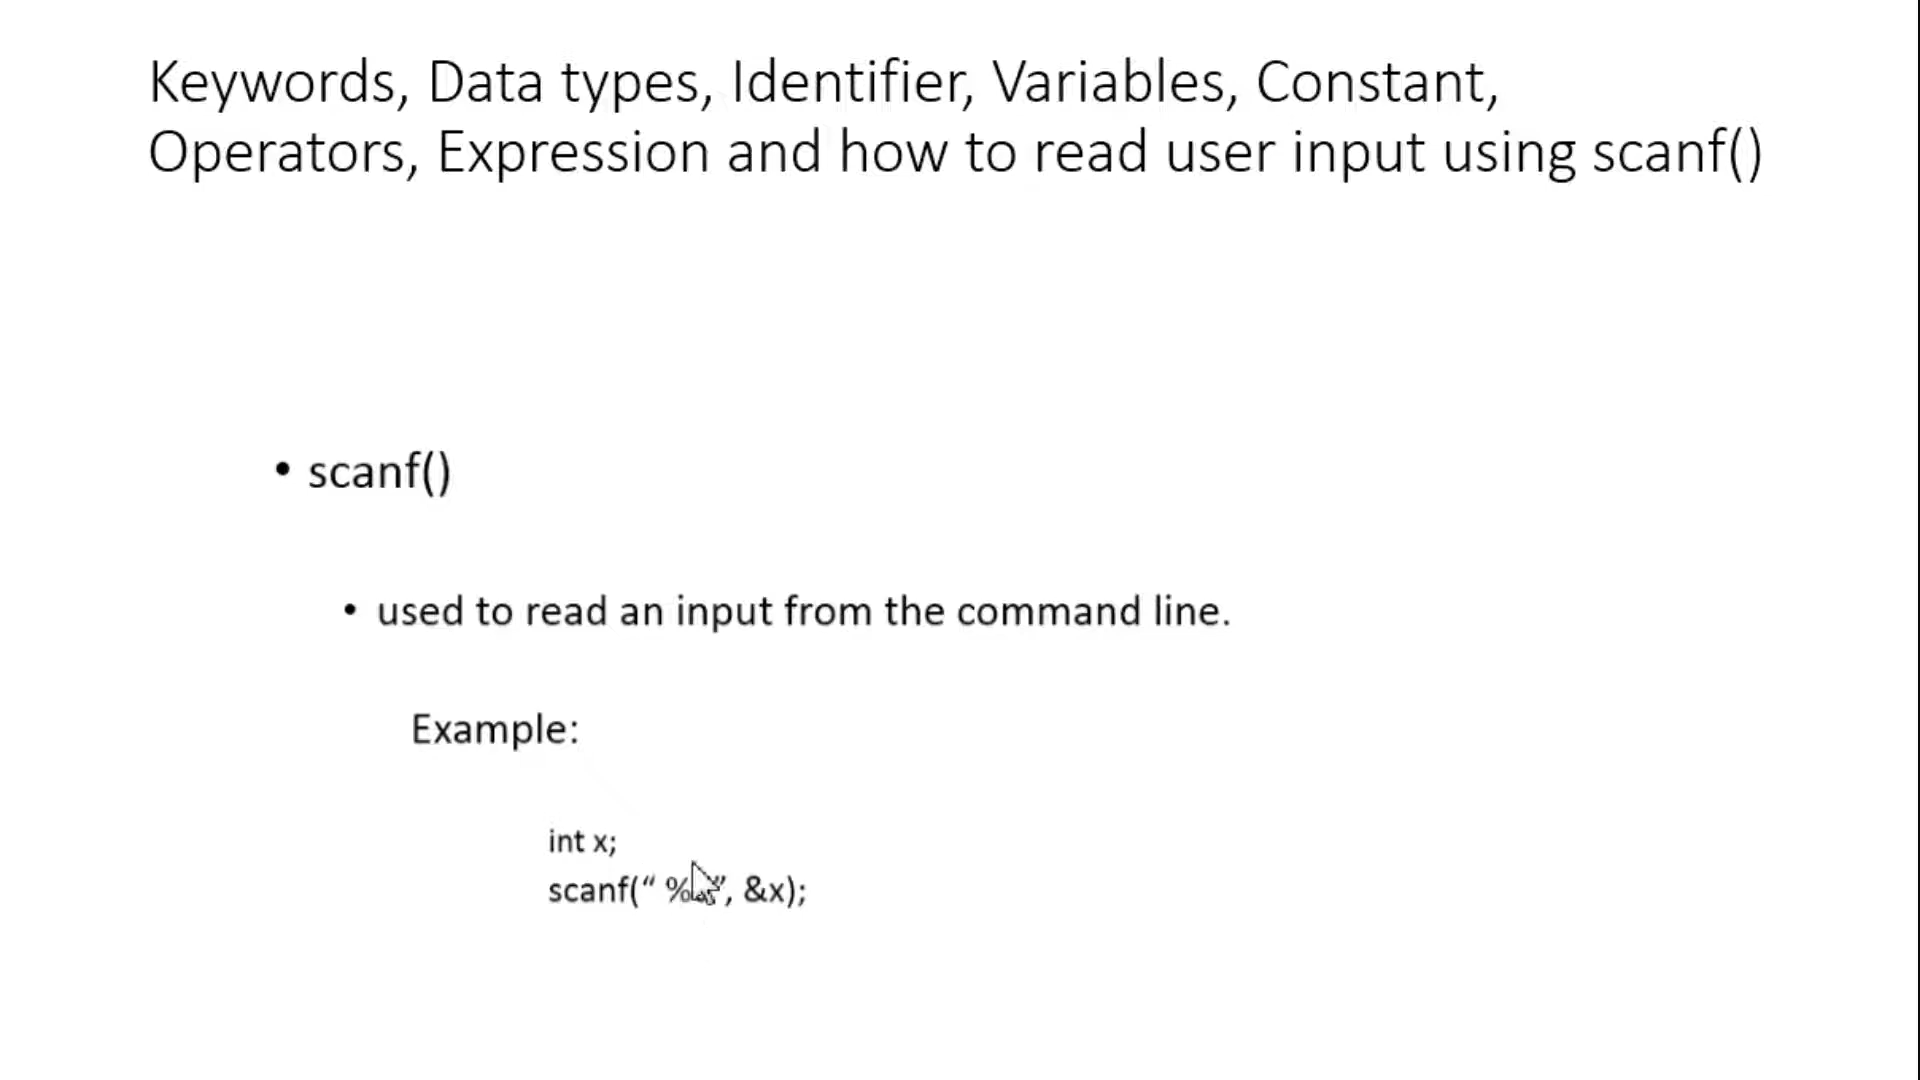 Keywords, Data types, Identifier, Variables, Constant,
Operators, Expression and how to read user input using scanf()
• scanf()
• used to read an input from the command line.
Example:
int x;
scanf(“ % ”, &x);